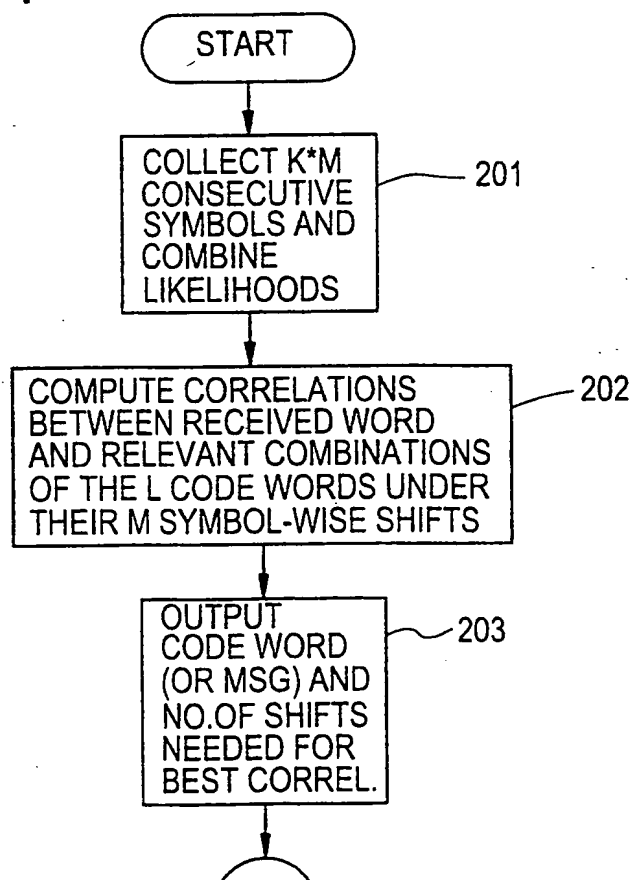 START
COLLECT K*M
CONSECUTIVE
SYMBOLS AND
COMBINE
LIKELIHOODS
201
COMPUTE CORRELATIONS
BETWEEN RECEIVED WORD
AND RELEVANT COMBINATIONS
OF THE L CODE WORDS UNDER
THEIR M SYMBOL-WISE SHIFTS
202
OUTPUT
CODE WORD
(OR MSG) AND
NO.OF SHIFTS
NEEDED FOR
BEST CORREL.
203